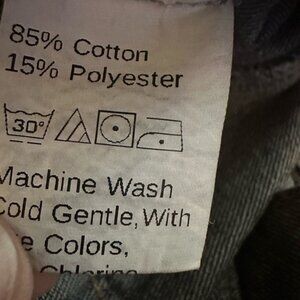 85% Cotton
15% Polyester
30°
Machine Wash
Cold Gentle, With
Colors,